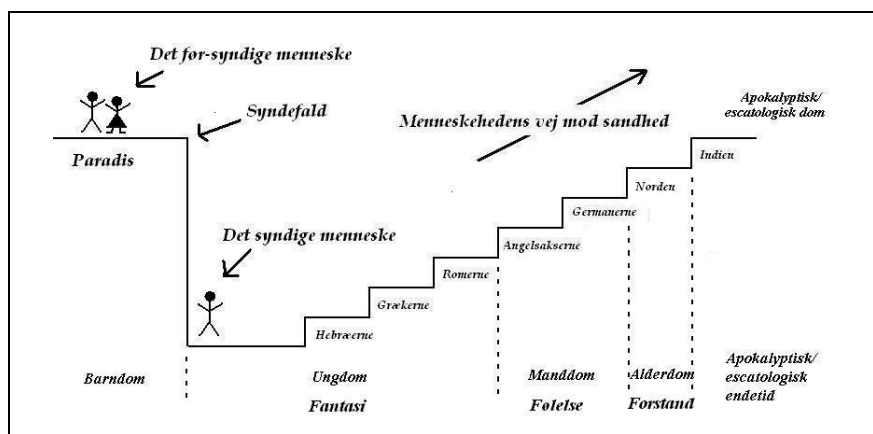 Det før-syndige menneske
Syndefald
Paradis
Menneskehedens vej mod sandhed
Apokalyptisk/
escatologisk dom
Det syndige menneske
Hebræerne
Grækerne
Romerne
Angelsakserne
Germanerne
Norden
Indien
Barndom
Ungdom
Fantasi
Manddom
Følelse
Alderdom
Forstand
Apokalyptisk/
escatologisk
endetid